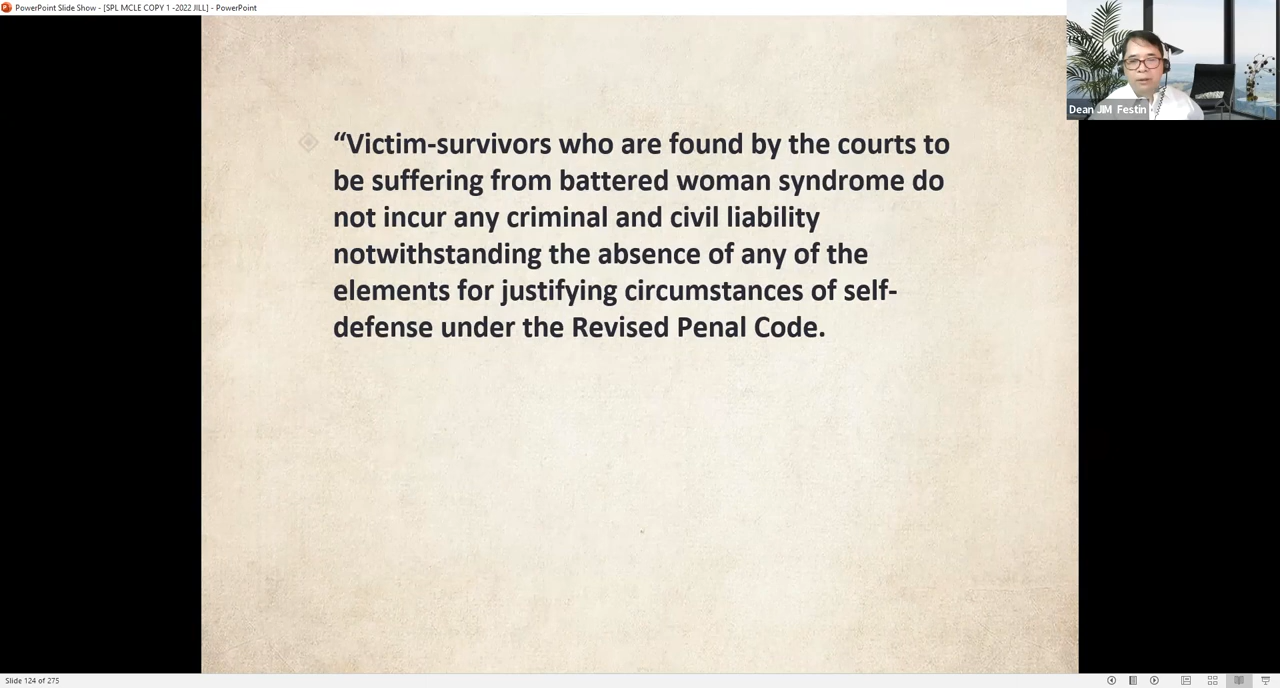 PowerPoint Slide Show - [SPL MCLE COPY 1 -2022 JILL] - PowerPoint
Dean JIM Festin
“Victim-survivors who are found by the courts to
be suffering from battered woman syndrome do
not incur any criminal and civil liability
notwithstanding the absence of any of the
elements for justifying circumstances of self-
defense under the Revised Penal Code.
Slide 124 of 275